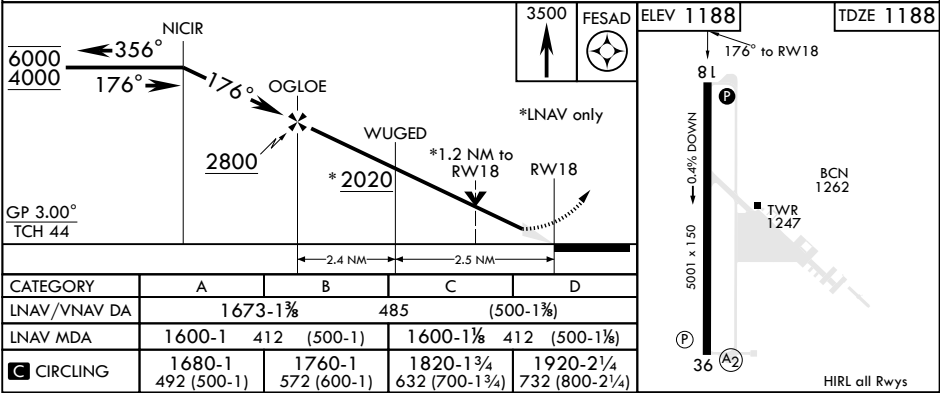 NICIR
6000
4000
356°
176°
176°
OGLOE
2800
WUGED
*2020
*1.2 NM to
RW18
RW18
*LNAV only
3500
FESAD
GP 3.00°
TCH 44
2.4 NM
2.5 NM
CATEGORY A B C D
LNAV/VNAV DA 1673-1⅜ 485 (500-1⅜)
LNAV MDA 1600-1 412 (500-1) 1600-1⅛ 412 (500-1⅛)
C CIRCLING
1680-1
492 (500-1)
1760-1
572 (600-1)
1820-1¾
632 (700-1¾)
1920-2¼
732 (800-2¼)
ELEV 1188
TDZE 1188
176° to RW18
18
P
0.4% DOWN
5001 x 150
BCN
1262
TWR
1247
P
36
A2
HIRL all Rwys